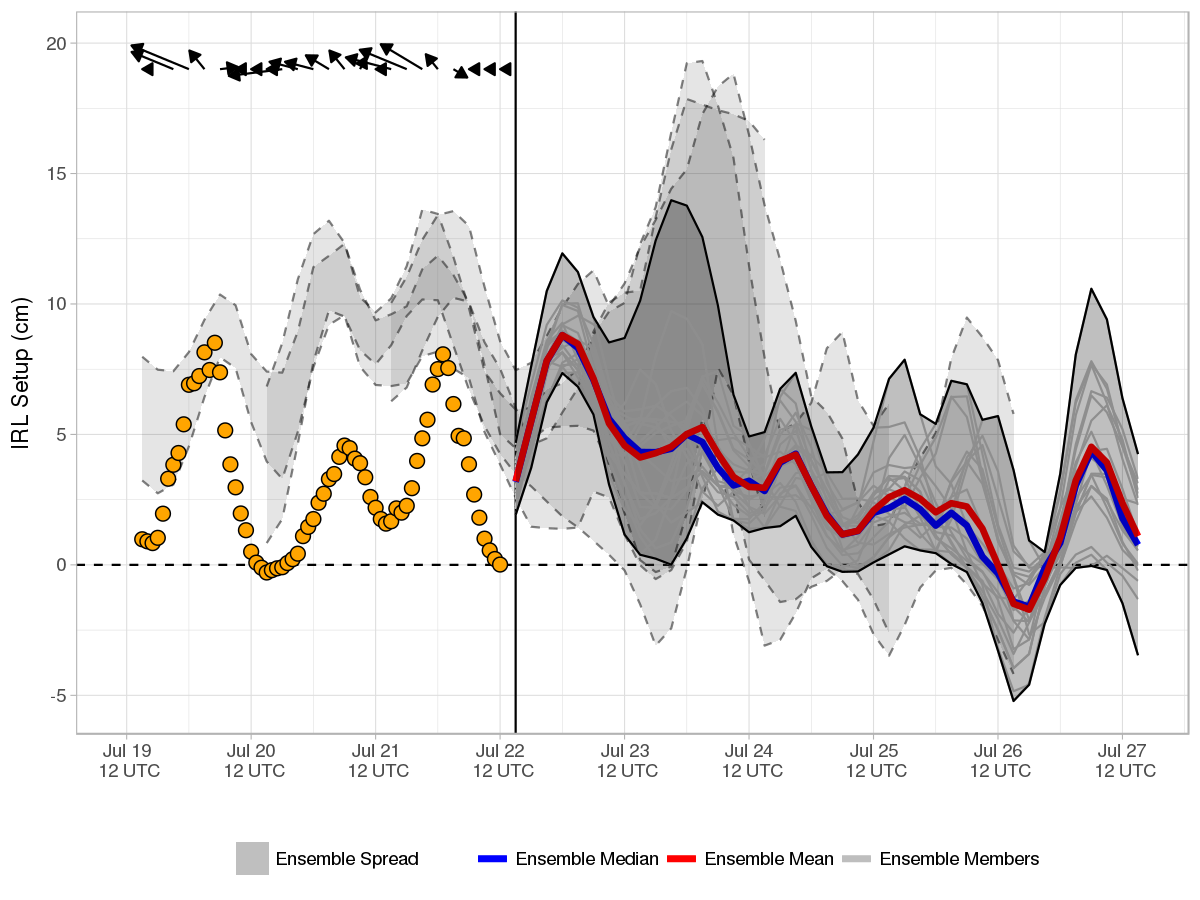 IRL Setup (cm)
20
15
10
5
0
-5
Jul 19 Jul 20 Jul 21 Jul 22 Jul 23 Jul 24 Jul 25 Jul 26 Jul 27
12 UTC 12 UTC 12 UTC 12 UTC 12 UTC 12 UTC 12 UTC 12 UTC 12 UTC
Ensemble Spread Ensemble Median Ensemble Mean Ensemble Members